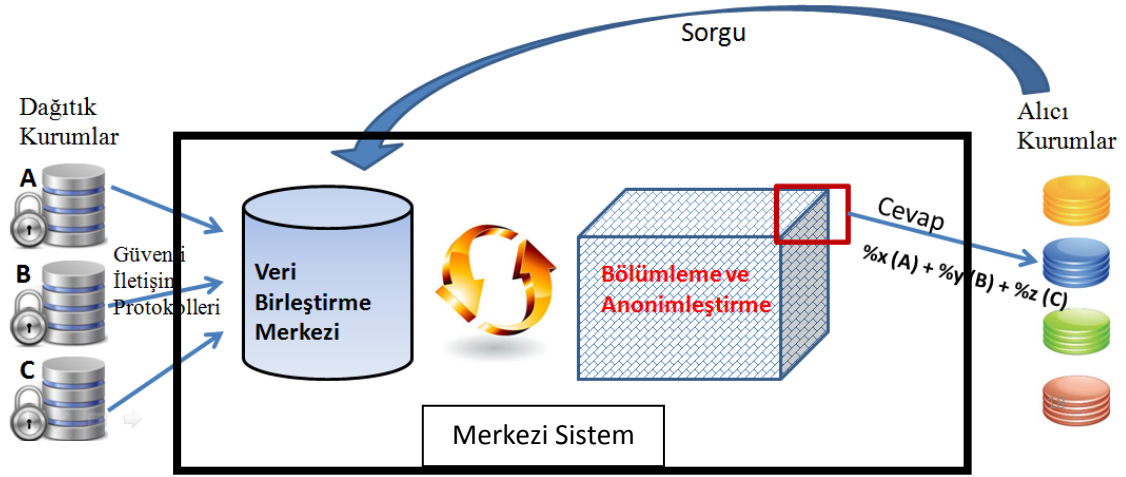 Sorgu
Dağıtık
Kurumlar
Alıcı
Kurumlar
A
B
C
Güvenli
İletişim
Protokolleri
Veri
Birleştirme
Merkezi
Bölümleme ve
Anonimleştirme
Cevap
%x (A) + %y (B) + %z (C)
Merkezi Sistem